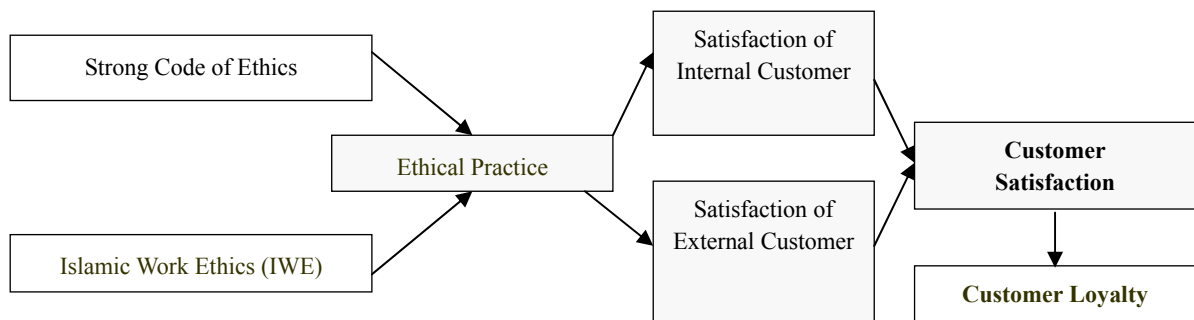 Strong Code of Ethics
Islamic Work Ethics (IWE)
Ethical Practice
Satisfaction of
Internal Customer
Satisfaction of
External Customer
Customer
Satisfaction
Customer Loyalty